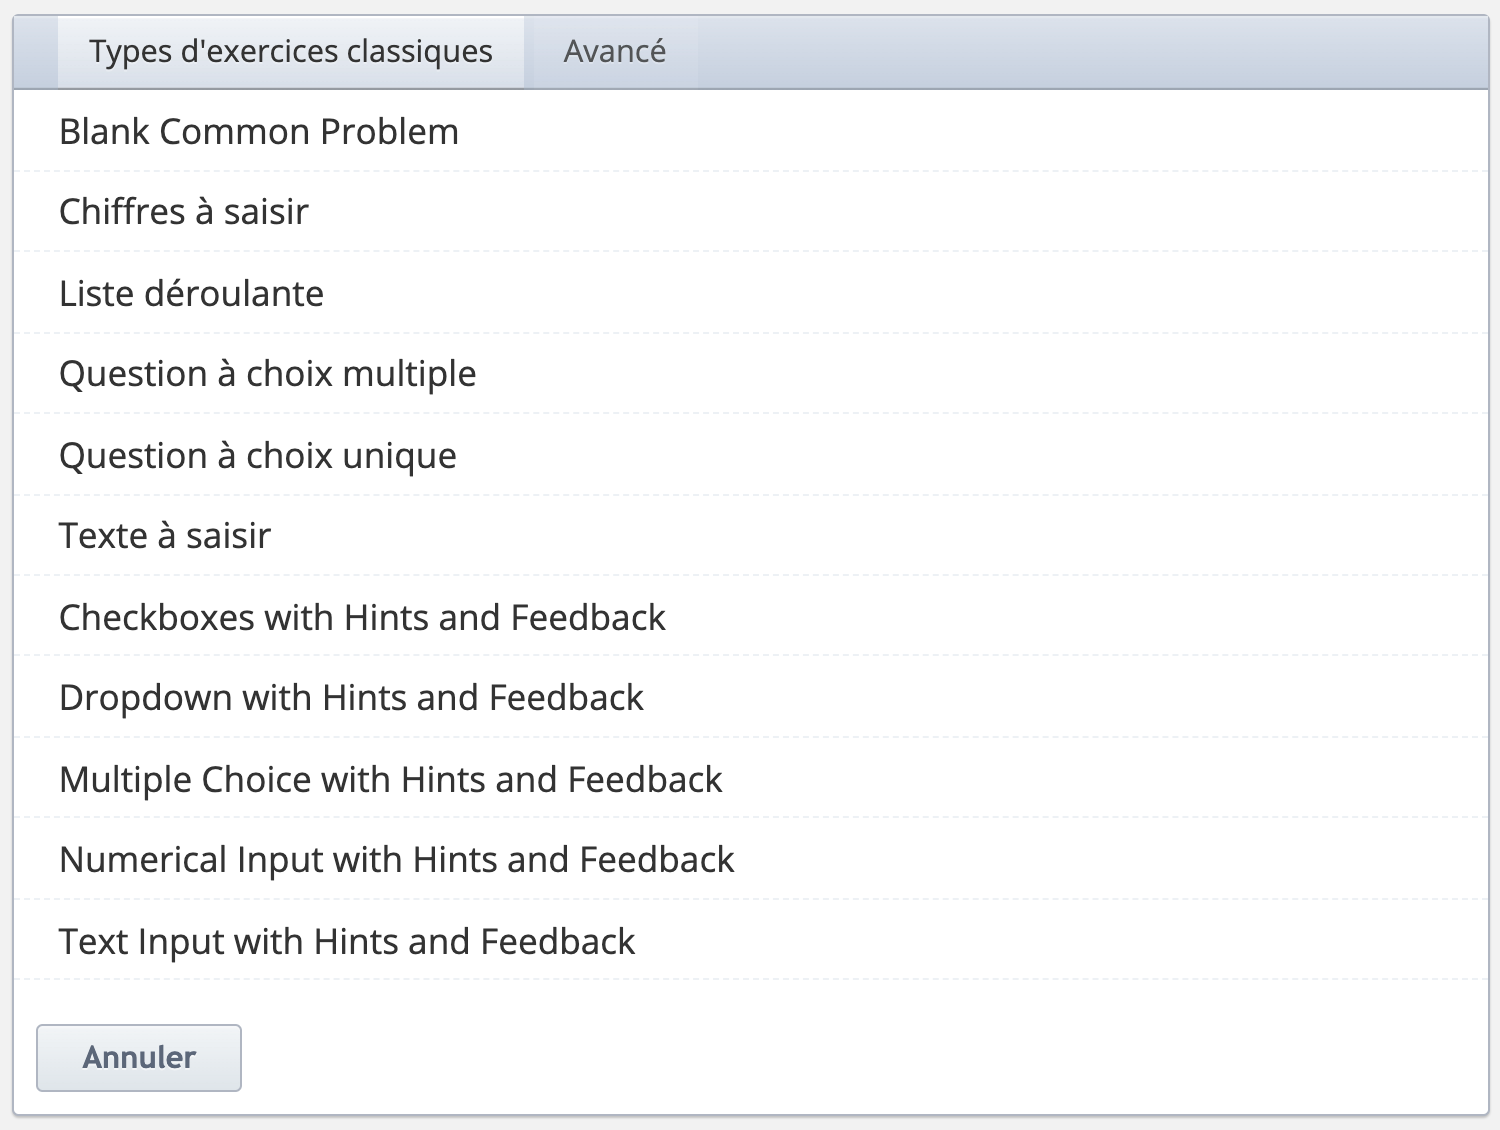 Types d'exercices classiques Avancé
Blank Common Problem
Chiffres à saisir
Liste déroulante
Question à choix multiple
Question à choix unique
Texte à saisir
Checkboxes with Hints and Feedback
Dropdown with Hints and Feedback
Multiple Choice with Hints and Feedback
Numerical Input with Hints and Feedback
Text Input with Hints and Feedback
Annuler